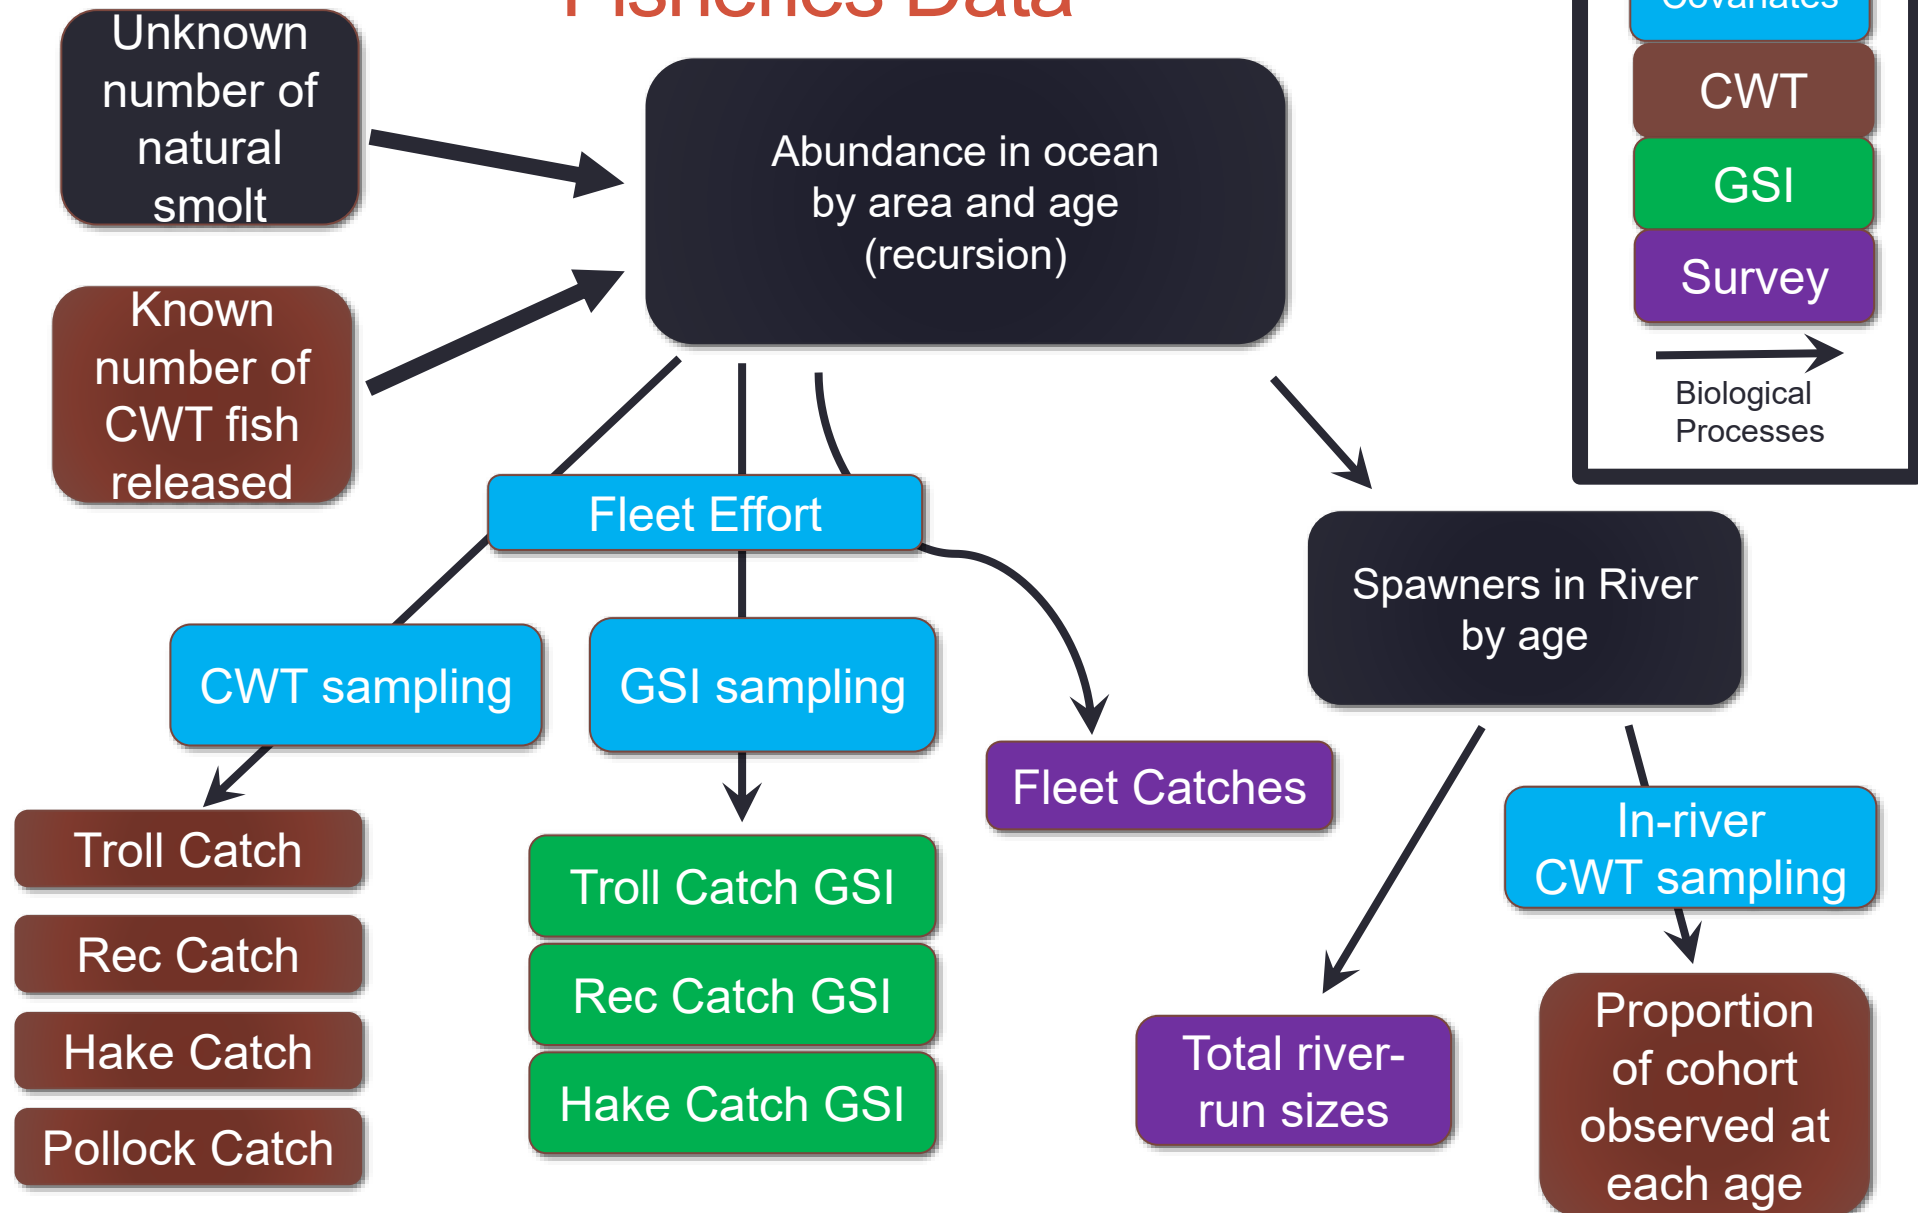 Fisheries Data
Unknown
number of
natural
smolt
Known
number of
CWT fish
released
Abundance in ocean
by area and age
(recursion)
Covariates
CWT
GSI
Survey
Biological
Processes
Fleet Effort
CWT sampling
GSI sampling
Fleet Catches
Spawners in River
by age
In-river
CWT sampling
Troll Catch
Rec Catch
Hake Catch
Pollock Catch
Troll Catch GSI
Rec Catch GSI
Hake Catch GSI
Total river-
run sizes
Proportion
of cohort
observed at
each age